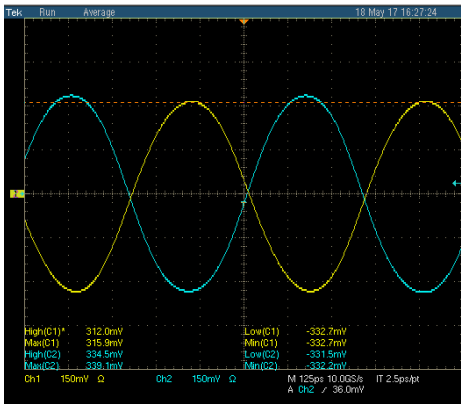 Tek Run Average 18 May 17 16:27:24
High(C1)* 312.0mV Low(C1) -332.7mV
Max(C1) 315.9mV Min(C1) -332.7mV
High(C2) 334.5mV Low(C2) -331.5mV
Max(C2) 339.1mV Min(C2) -332.2mV
Ch1 150mV Ω Ch2 150mV Ω M 125ps 10.0GS/s IT 2.5ps/pt
A Ch2 / 36.0mV